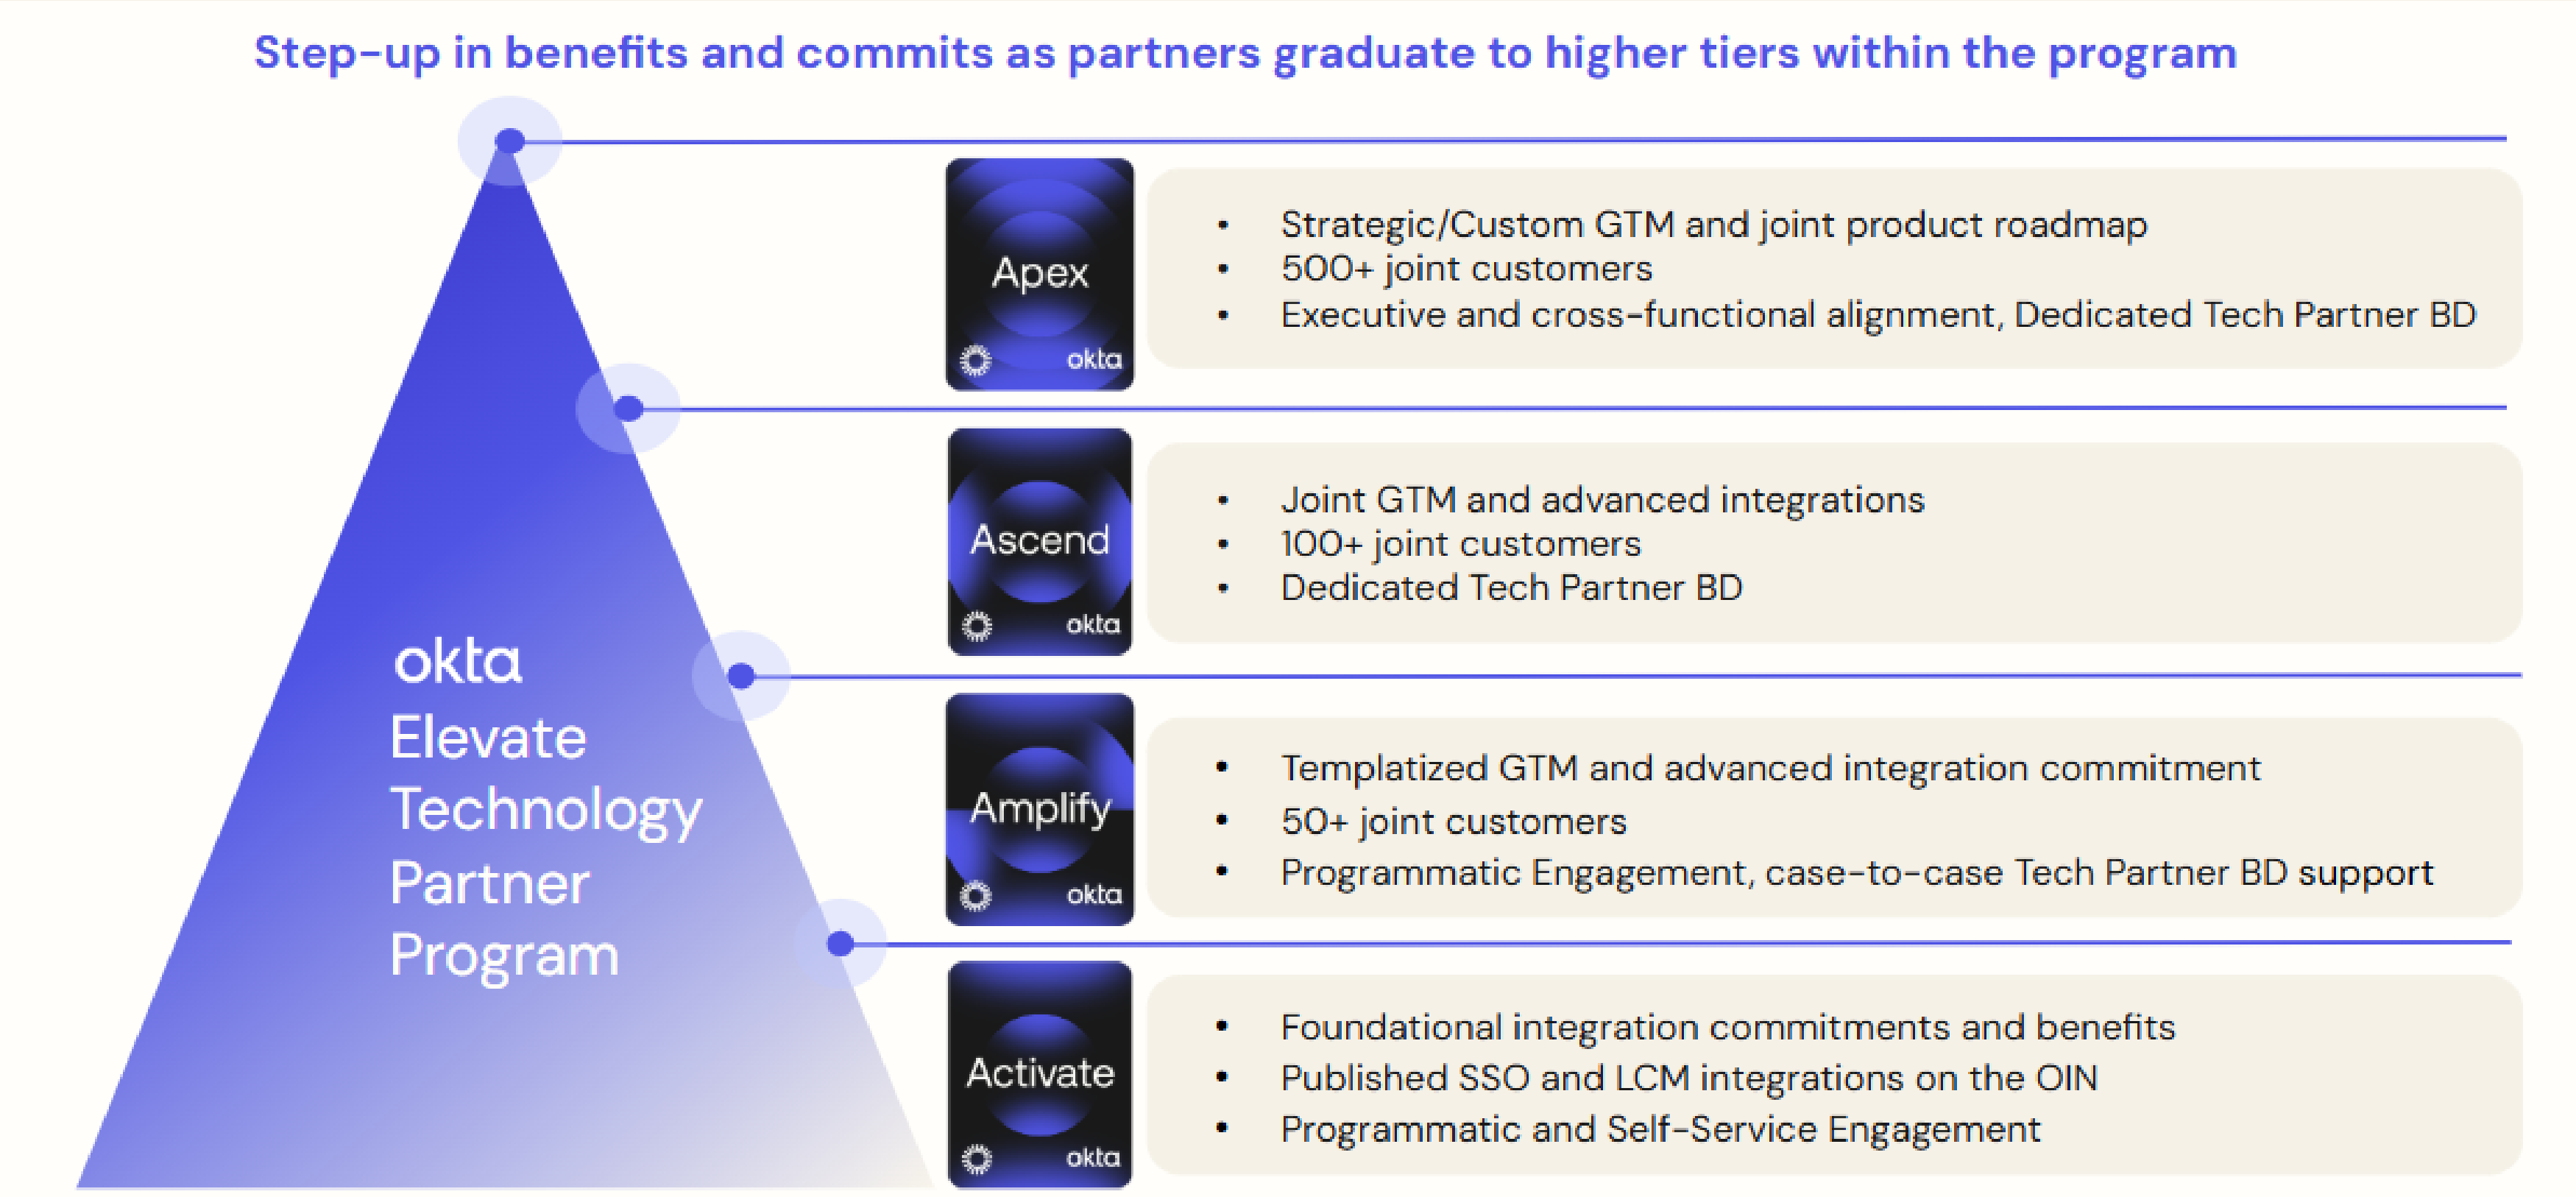 Step-up in benefits and commits as partners graduate to higher tiers within the program
okta
Elevate
Technology
Partner
Program
Apex
okta
• Strategic/Custom GTM and joint product roadmap
• 500+ joint customers
• Executive and cross-functional alignment, Dedicated Tech Partner BD
Ascend
okta
• Joint GTM and advanced integrations
• 100+ joint customers
• Dedicated Tech Partner BD
Amplify
okta
• Templatized GTM and advanced integration commitment
• 50+ joint customers
• Programmatic Engagement, case-to-case Tech Partner BD support
Activate
okta
• Foundational integration commitments and benefits
• Published SSO and LCM integrations on the OIN
• Programmatic and Self-Service Engagement